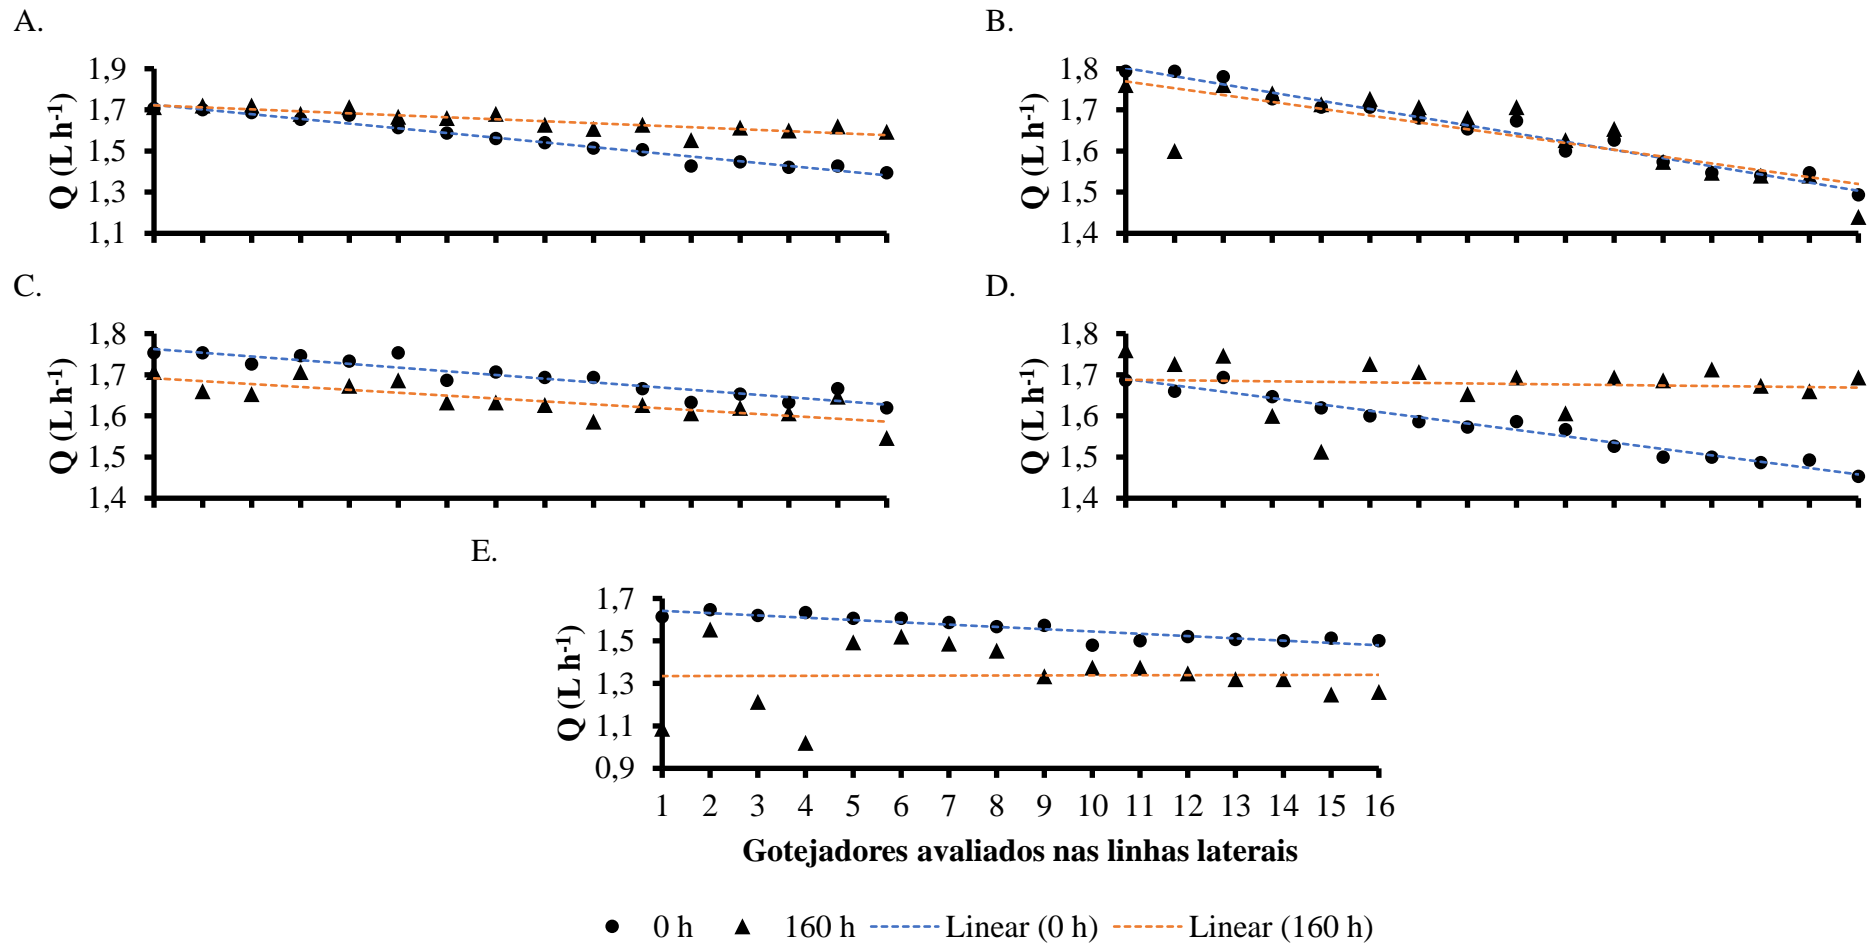 A.
Q (L h⁻¹)
1,9
1,7
1,5
1,3
1,1
B.
Q (L h⁻¹)
1,8
1,7
1,6
1,5
1,4
C.
Q (L h⁻¹)
1,8
1,7
1,6
1,5
1,4
D.
Q (L h⁻¹)
1,8
1,7
1,6
1,5
1,4
E.
Q (L h⁻¹)
1,7
1,5
1,3
1,1
0,9
1 2 3 4 5 6 7 8 9 10 11 12 13 14 15 16
Gotejadores avaliados nas linhas laterais
0 h 160 h Linear (0 h) Linear (160 h)